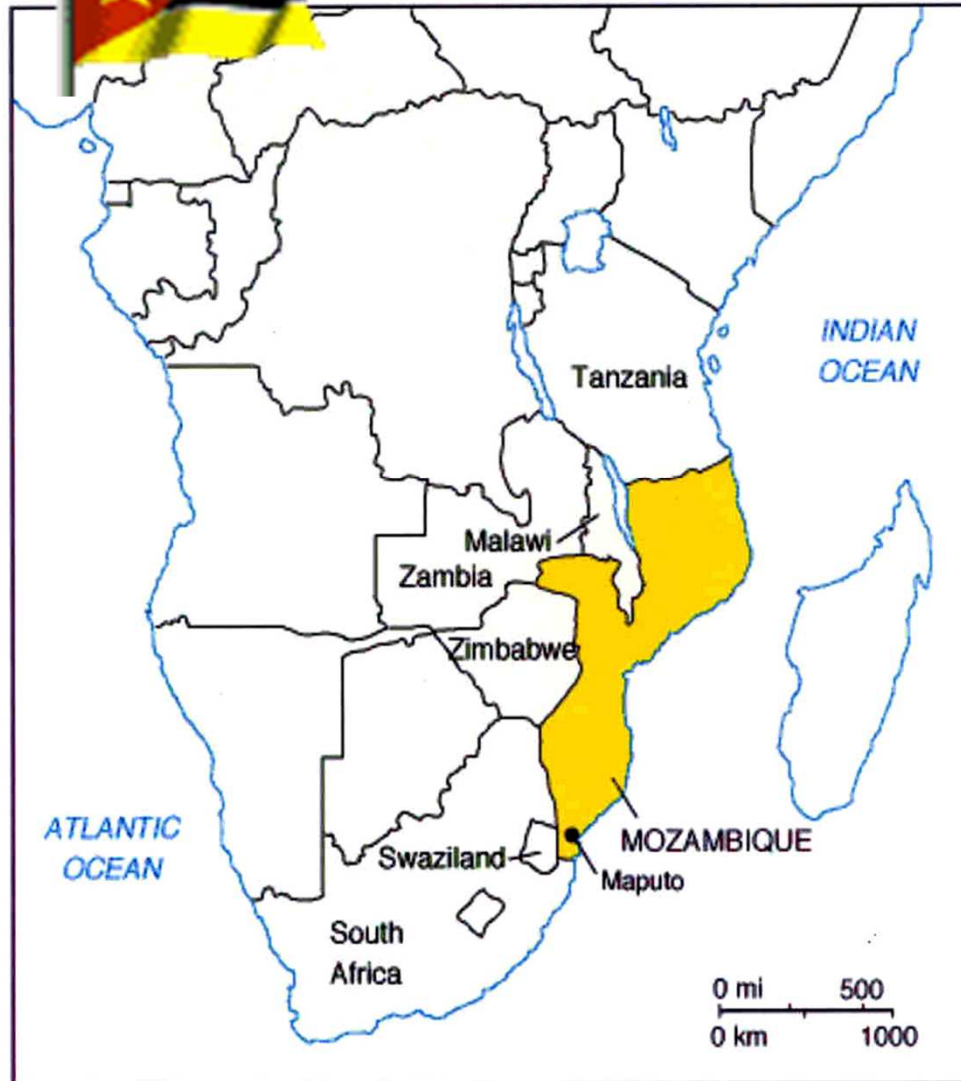 INDIAN
OCEAN
Tanzania
Malawi
Zambia
Zimbabwe
ATLANTIC
OCEAN
MOZAMBIQUE
Swaziland
Maputo
South
Africa
0 mi 500
0 km 1000